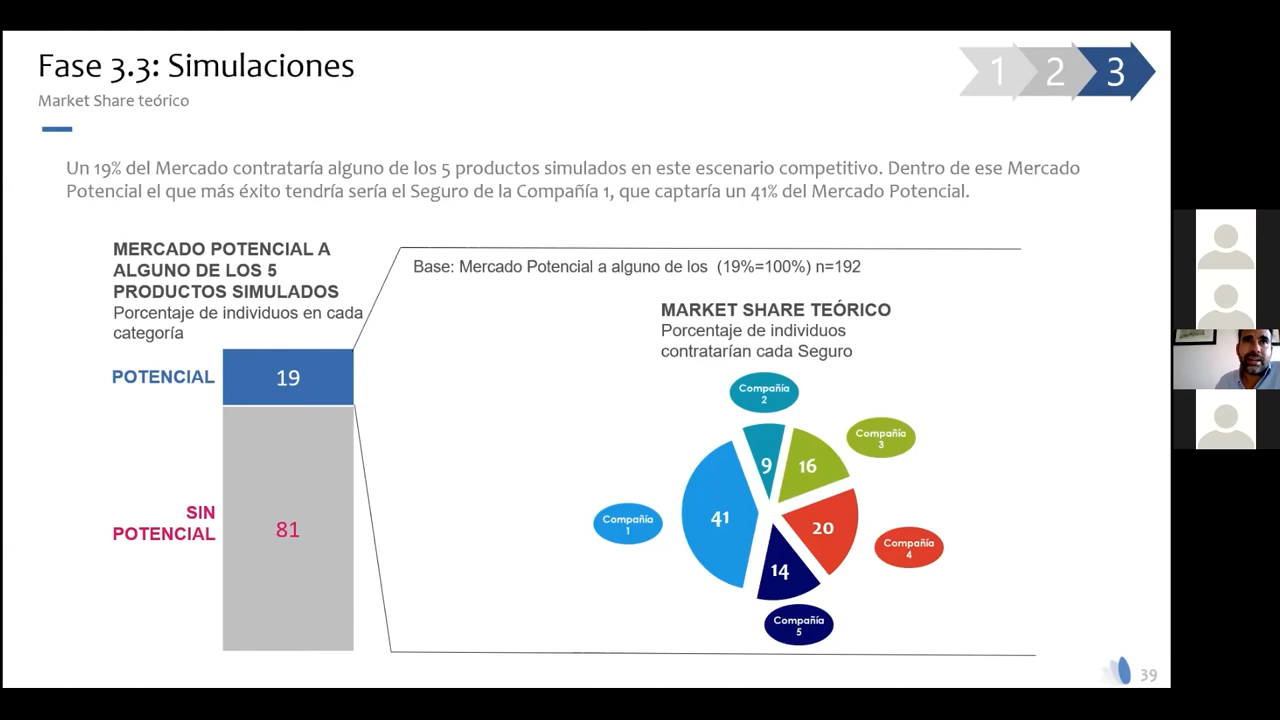 Fase 3.3: Simulaciones
Market Share teórico
1 2 3
Un 19% del Mercado contrataría alguno de los 5 productos simulados en este escenario competitivo. Dentro de ese Mercado
Potencial el que más éxito tendría sería el Seguro de la Compañía 1, que captaría un 41% del Mercado Potencial.
MERCADO POTENCIAL A
ALGUNO DE LOS 5
PRODUCTOS SIMULADOS
Porcentaje de individuos en cada
categoría
POTENCIAL
19
SIN
POTENCIAL
81
Base: Mercado Potencial a alguno de los (19%=100%) n=192
MARKET SHARE TEÓRICO
Porcentaje de individuos
contratarían cada Seguro
Compañía
2
Compañía
3
9
16
Compañía
1
41
20
Compañía
4
14
Compañía
5
39